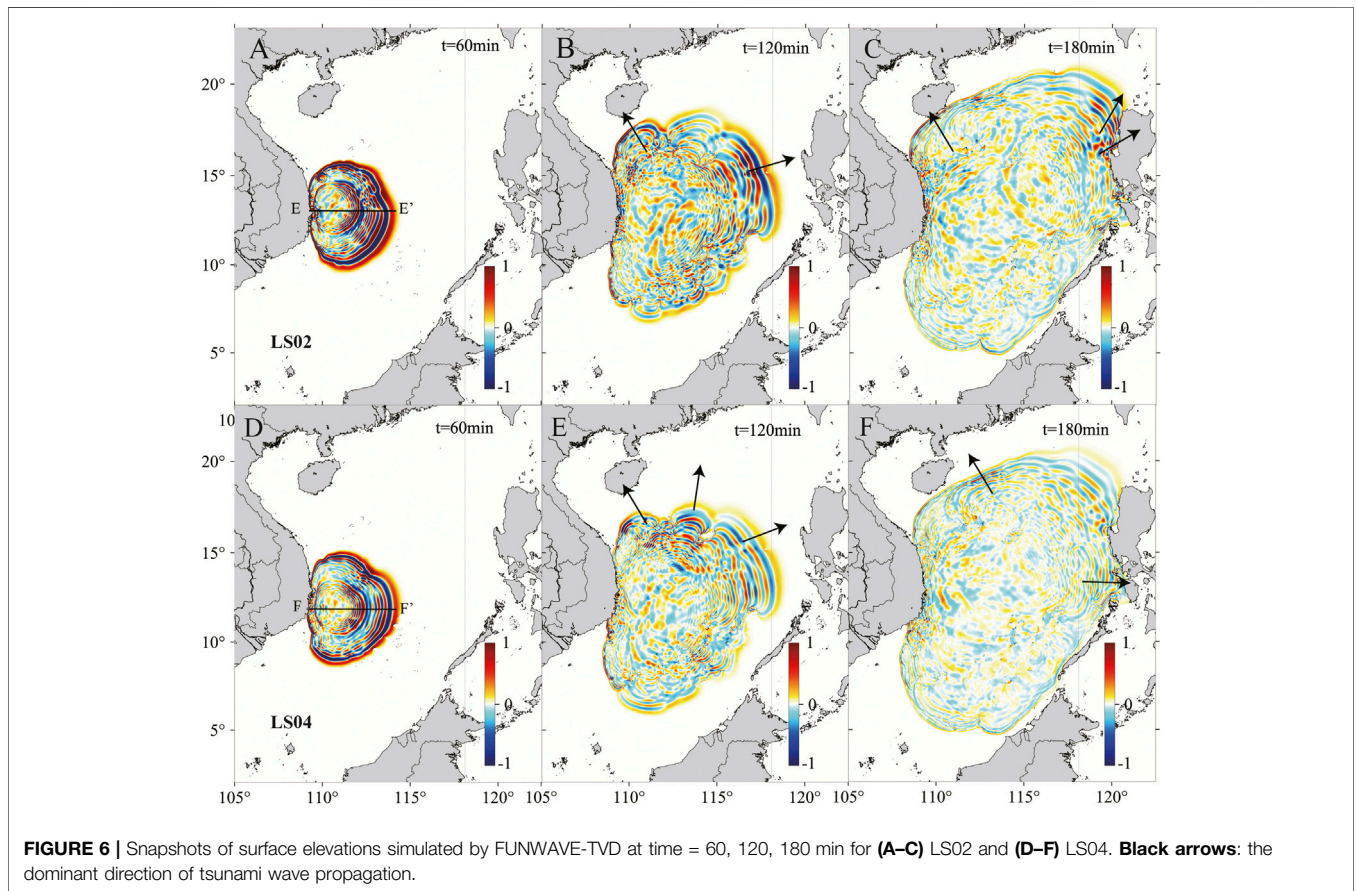 A
t=60min
B
t=120min
C
t=180min
20°
15°
10°
5°
E
E'
1
0
-1
1
0
-1
1
0
-1
LS02
10
D
t=60min
E
t=120min
F
t=180min
20°
15°
10°
5°
F
F'
1
0
-1
1
0
-1
1
0
-1
LS04
105°
110°
115°
120°
105°
110°
115°
120°
105°
110°
115°
120°
FIGURE 6 | Snapshots of surface elevations simulated by FUNWAVE-TVD at time = 60, 120, 180 min for (A–C) LS02 and (D–F) LS04. Black arrows: the
dominant direction of tsunami wave propagation.